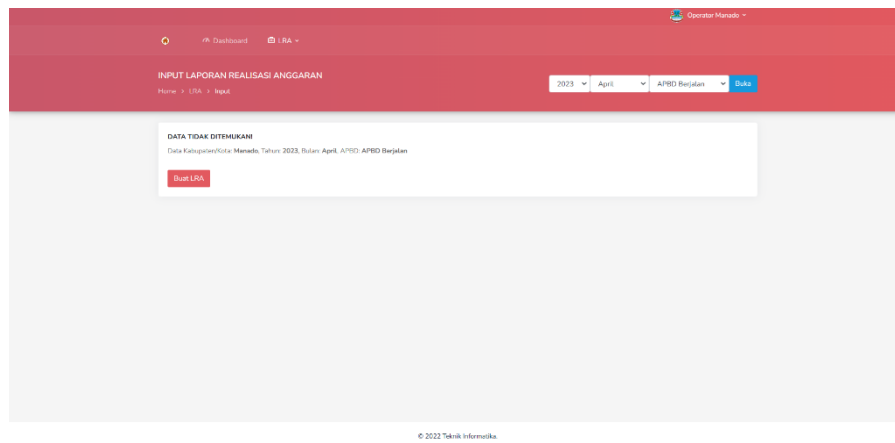 Operator Manado
Dashboard LRA
INPUT LAPORAN REALISASI ANGGARAN
Home > LRA > Input
2023 April APBD Berjalan Buka
DATA TIDAK DITEMUKAN!
Data Kabupaten/Kota: Manado, Tahun: 2023, Bulan: April, APBD: APBD Berjalan
Buat LRA
© 2022 Teknik Informatika.